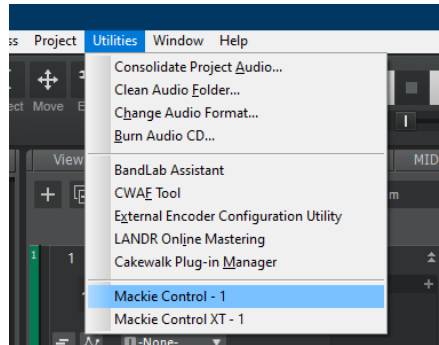 ss Project Utilities Window Help
Consolidate Project Audio...
Clean Audio Folder...
Change Audio Format...
Burn Audio CD...
ect Move E
View
MID
BandLab Assistant
CWAF Tool
m
External Encoder Configuration Utility
LANDR Online Mastering
Cakewalk Plug-in Manager
1 1
Mackie Control - 1
Mackie Control XT - 1
-None-